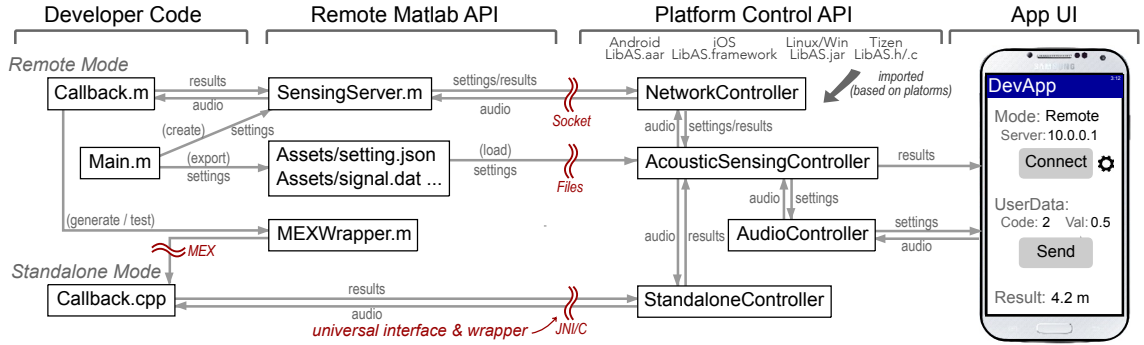 Developer Code
Remote Matlab API
Platform Control API
App UI
Android
LibAS.aar
iOS
LibAS.framework
Linux/Win
LibAS.jar
Tizen
LibAS.h/.c
imported
(based on platorms)
Remote Mode
Callback.m
results
audio
SensingServer.m
settings/results
audio
Socket
NetworkController
(create)
settings
audio
settings/results
Main.m
(export)
settings
Assets/setting.json
Assets/signal.dat ...
(load)
settings
Files
AcousticSensingController
results
audio
settings
(generate / test)
MEXWrapper.m
MEX
audio
results
AudioController
settings
audio
Standalone Mode
Callback.cpp
results
audio
universal interface & wrapper
JNI/C
StandaloneController
3:12
DevApp
Mode: Remote
Server: 10.0.0.1
Connect
UserData:
Code: 2 Val: 0.5
Send
Result: 4.2 m